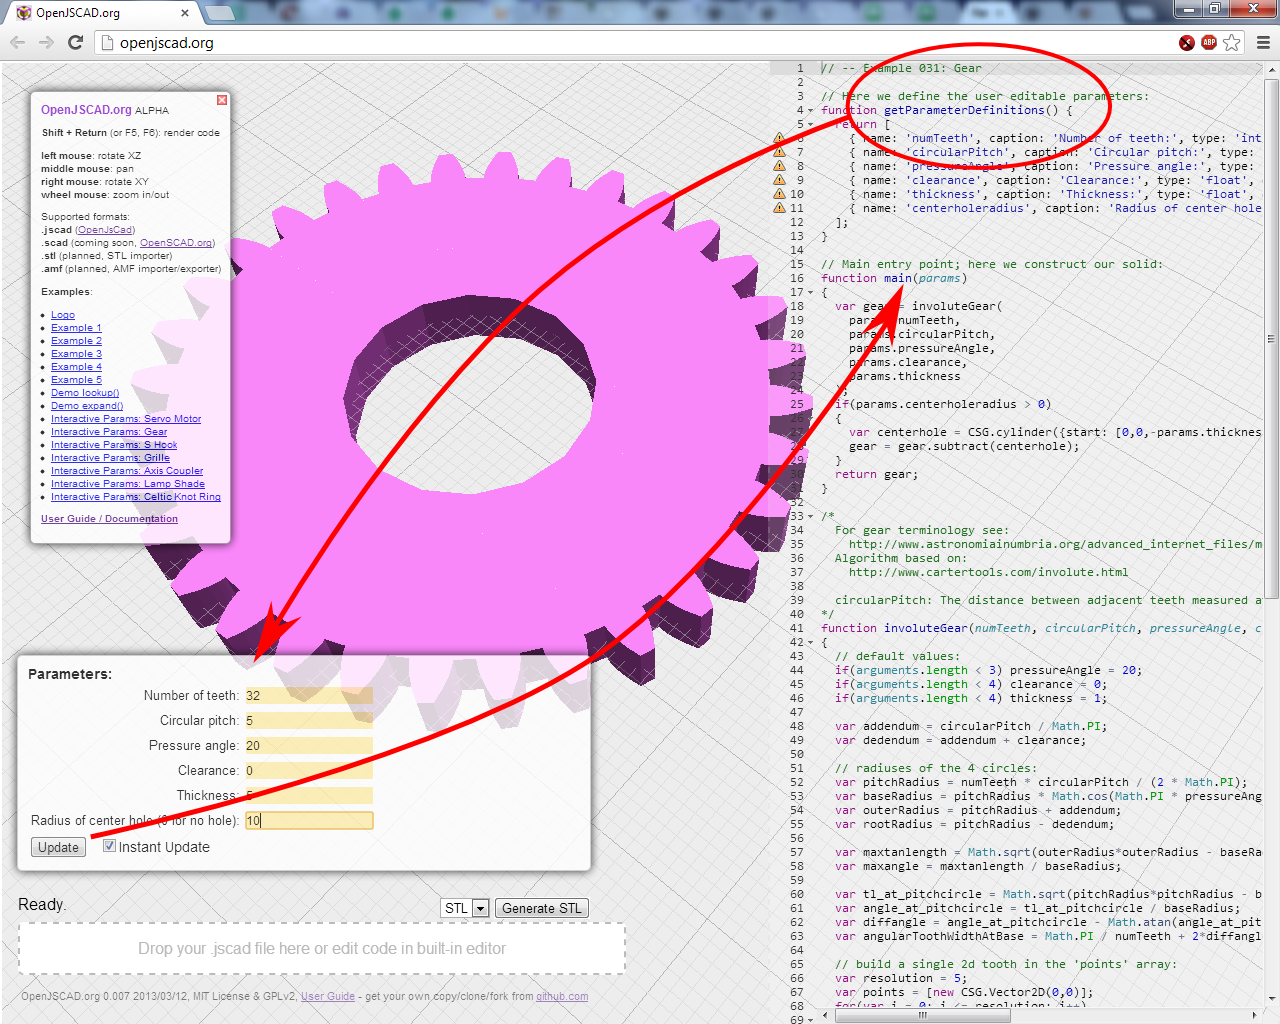 OpenJSCAD.org
openjscad.org
ABP
OpenJSCAD.org ALPHA
Shift + Return (or F5, F6): render code
left mouse: rotate XZ
middle mouse: pan
right mouse: rotate XY
wheel mouse: zoom in/out
Supported formats:
.jscad (OpenJsCad)
.scad (coming soon, OpenSCAD.org)
.stl (planned, STL importer)
.amf (planned, AMF importer/exporter)
Examples:
Logo
Example 1
Example 2
Example 3
Example 4
Example 5
Demo lookup()
Demo expand()
Interactive Params: Servo Motor
Interactive Params: Gear
Interactive Params: S Hook
Interactive Params: Grille
Interactive Params: Axis Coupler
Interactive Params: Lamp Shade
Interactive Params: Celtic Knot Ring
User Guide / Documentation
Parameters:
Number of teeth: 32
Circular pitch: 5
Pressure angle: 20
Clearance: 0
Thickness: 5
Radius of center hole (0 for no hole): 10
Update Instant Update
Ready.
STL Generate STL
Drop your .jscad file here or edit code in built-in editor
OpenJSCAD.org 0.007 2013/03/12, MIT License & GPLv2, User Guide - get your own copy/clone/fork from github.com
1 // -- Example 031: Gear
2
3 // Here we define the user editable parameters:
4 function getParameterDefinitions() {
5 return [
6 { name: 'numTeeth', caption: 'Number of teeth:', type: 'int
7 { name: 'circularPitch', caption: 'Circular pitch:', type:
8 { name: 'pressureAngle', caption: 'Pressure angle:', type:
9 { name: 'clearance', caption: 'Clearance:', type: 'float',
10 { name: 'thickness', caption: 'Thickness:', type: 'float',
11 { name: 'centerholeradius', caption: 'Radius of center hole
12 ];
13 }
14
15 // Main entry point; here we construct our solid:
16 function main(params)
17 {
18 var gear = involuteGear(
19 params.numTeeth,
20 params.circularPitch,
21 params.pressureAngle,
22 params.clearance,
23 params.thickness
24 );
25 if(params.centerholeradius > 0)
26 {
27 var centerhole = CSG.cylinder({start: [0,0,-params.thicknes
28 gear = gear.subtract(centerhole);
29 }
30 return gear;
31 }
32
33 /*
34 For gear terminology see:
35 http://www.astronomiainumbria.org/advanced_internet_files/m
36 Algorithm based on:
37 http://www.cartertools.com/involute.html
38
39 circularPitch: The distance between adjacent teeth measured a
40 */
41 function involuteGear(numTeeth, circularPitch, pressureAngle, c
42 {
43 // default values:
44 if(arguments.length < 3) pressureAngle = 20;
45 if(arguments.length < 4) clearance = 0;
46 if(arguments.length < 4) thickness = 1;
47
48 var addendum = circularPitch / Math.PI;
49 var dedendum = addendum + clearance;
50
51 // radiuses of the 4 circles:
52 var pitchRadius = numTeeth * circularPitch / (2 * Math.PI);
53 var baseRadius = pitchRadius * Math.cos(Math.PI * pressureAng
54 var outerRadius = pitchRadius + addendum;
55 var rootRadius = pitchRadius - dedendum;
56
57 var maxtanlength = Math.sqrt(outerRadius*outerRadius - baseRa
58 var maxangle = maxtanlength / baseRadius;
59
60 var tl_at_pitchcircle = Math.sqrt(pitchRadius*pitchRadius - b
61 var angle_at_pitchcircle = tl_at_pitchcircle / baseRadius;
62 var diffangle = angle_at_pitchcircle - Math.atan(angle_at_pit
63 var angularToothWidthAtBase = Math.PI / numTeeth + 2*diffangl
64
65 // build a single 2d tooth in the 'points' array:
66 var resolution = 5;
67 var points = [new CSG.Vector2D(0,0)];
68 for(var i = 0; i <= resolution; i++)
69